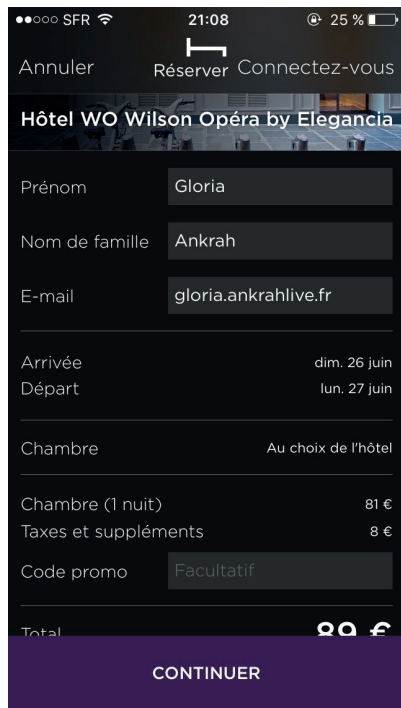 SFR 21:08 25 %
Annuler Réserver Connectez-vous
Hôtel WO Wilson Opéra by Elegancia
Prénom Gloria
Nom de famille Ankrah
E-mail gloria.ankrahlive.fr
Arrivée dim. 26 juin
Départ lun. 27 juin
Chambre Au choix de l'hôtel
Chambre (1 nuit) 81 €
Taxes et suppléments 8 €
Code promo Facultatif
Total 89 €
CONTINUER